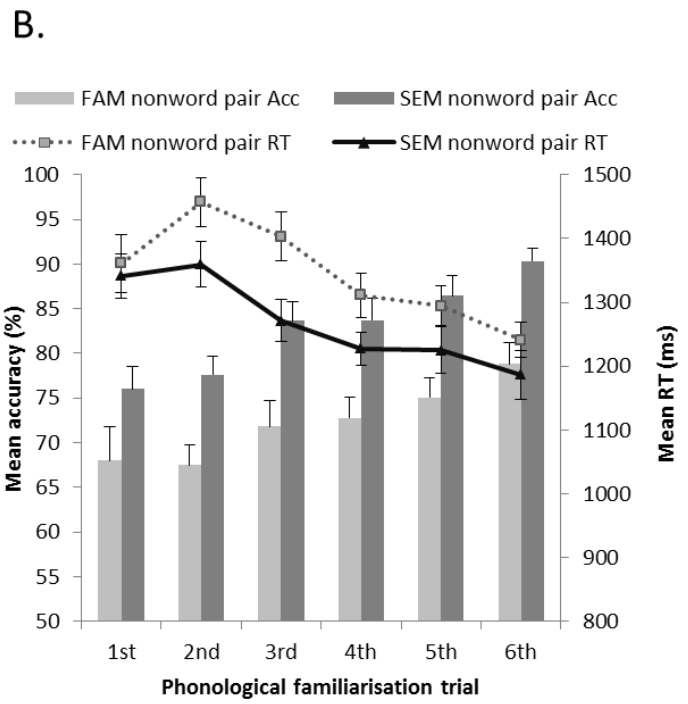 B.
FAM nonword pair Acc SEM nonword pair Acc
FAM nonword pair RT SEM nonword pair RT
100 1500
95
1400
90
85 1300
80
1200
75
70 1100
65
1000
60
900
55
50 800
Mean accuracy (%)
Mean RT (ms)
1st 2nd 3rd 4th 5th 6th
Phonological familiarisation trial